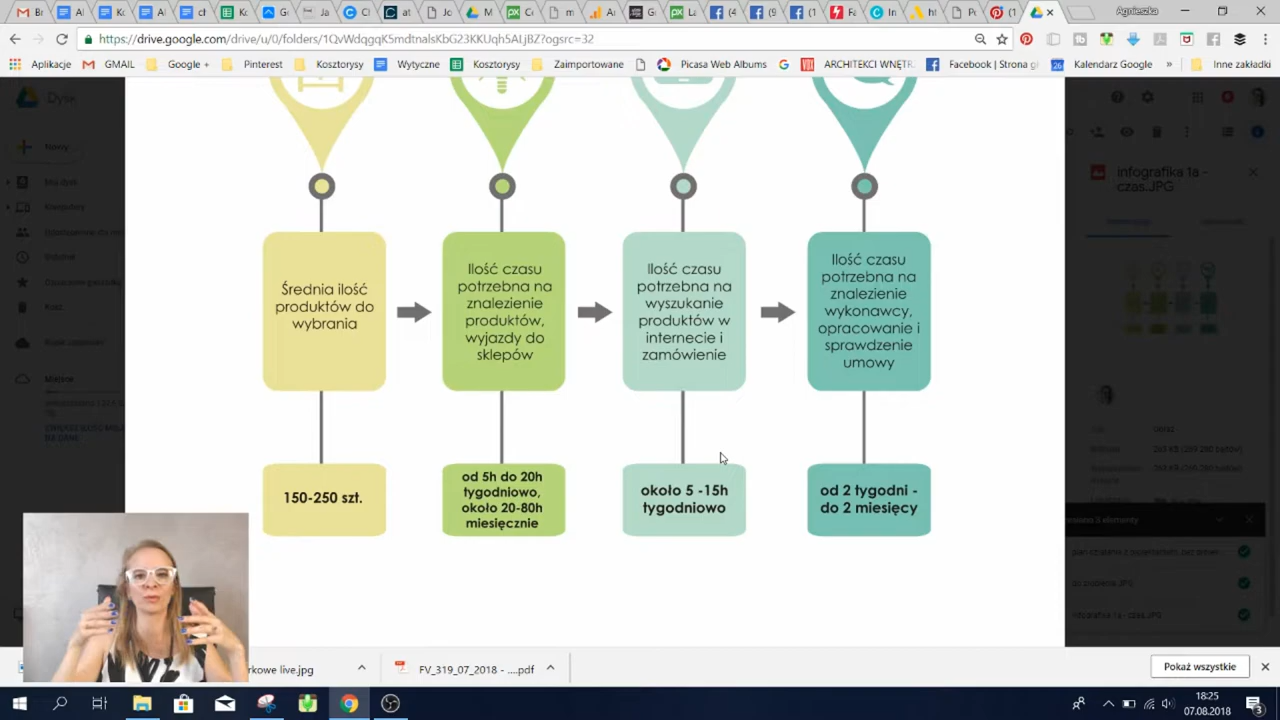 Agnieszka
https://drive.google.com/drive/u/0/folders/1QvWdqgqK5mdtnalsKbG23KKUqh5ALjBZ?ogsrc=32
Aplikacje
GMAIL
Google +
Pinterest
Kosztorysy
Wytyczne
Kosztorysy
Zaimportowane
Picasa Web Albums
ARCHITEKCI WNĘTRZ
Facebook | Strona
Kalendarz Google
»
Inne zakładki
Dysk
Nowy
infografika 1a -
czas.JPG
Średnia ilość
produktów do
wybrania
Ilość czasu
potrzebna na
znalezienie
produktów,
wyjazdy do
sklepów
Ilość czasu
potrzebna na
wyszukanie
produktów w
internecie i
zamówienie
Ilość czasu
potrzebna na
znalezienie
wykonawcy,
opracowanie i
sprawdzenie
umowy
150-250 szt.
od 5h do 20h
tygodniowo,
około 20-80h
miesięcznie
około 5 -15h
tygodniowo
od 2 tygodni -
do 2 miesięcy
rkowe live.jpg
FV_319_07_2018 - ....pdf
Pokaż wszystkie
18:25
07.08.2018